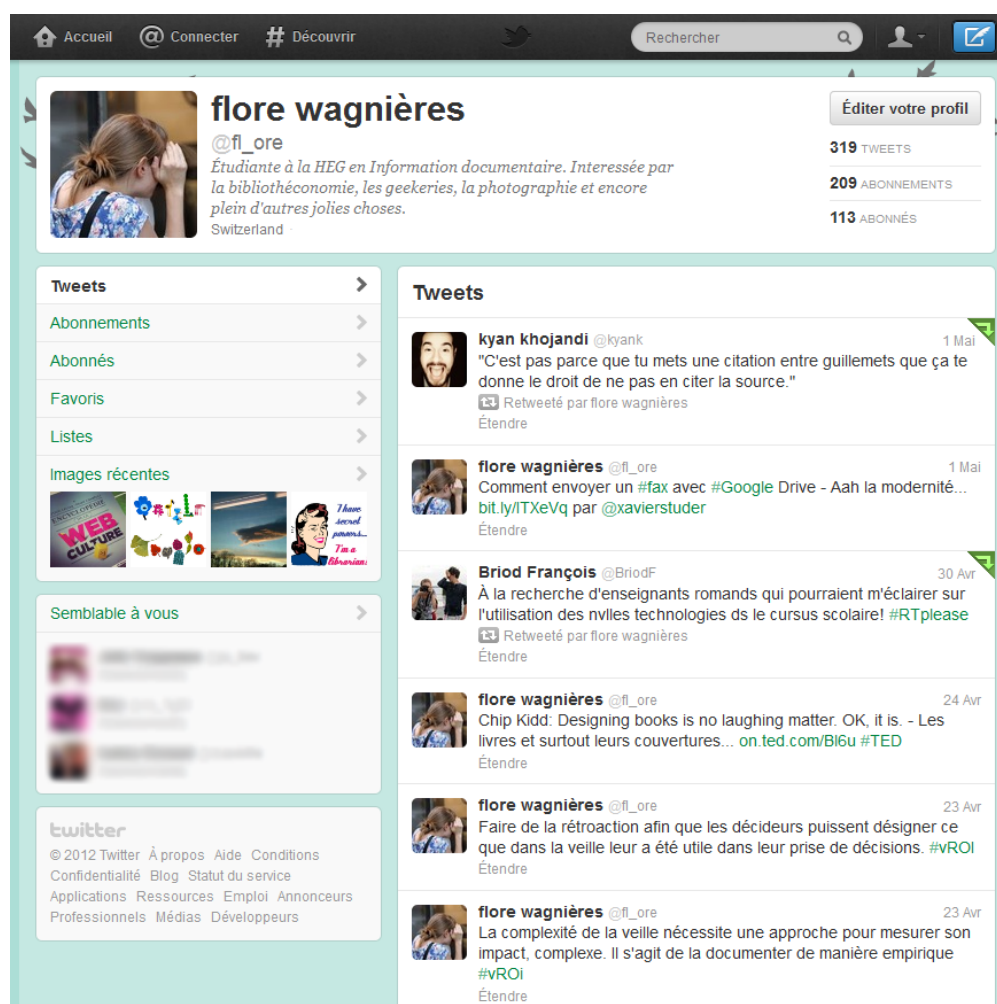 Accueil
Connecter
Découvrir
Rechercher
flore wagnières
@fl_ore
Étudiante à la HEG en Information documentaire. Interessée par
la bibliothéconomie, les geekeries, la photographie et encore
plein d'autres jolies choses.
Switzerland
Éditer votre profil
319 TWEETS
209 ABONNEMENTS
113 ABONNÉS
Tweets
Abonnements
Abonnés
Favoris
Listes
Images récentes
ENCYCLOPEDIE
WEB
CULTURE
I have
secret
powers...
I'm a
librarian.
Semblable à vous
twitter
© 2012 Twitter À propos Aide Conditions
Confidentialité Blog Statut du service
Applications Ressources Emploi Annonceurs
Professionnels Médias Développeurs
Tweets
kyan khojandi @kyank 1 Mai
"C'est pas parce que tu mets une citation entre guillemets que ça te
donne le droit de ne pas en citer la source."
Retweeté par flore wagnières
Étendre
flore wagnières @fl_ore 1 Mai
Comment envoyer un #fax avec #Google Drive - Aah la modernité...
bit.ly/ITXeVq par @xavierstuder
Étendre
Briod François @BriodF 30 Avr
À la recherche d'enseignants romands qui pourraient m'éclairer sur
l'utilisation des nvlles technologies ds le cursus scolaire! #RTplease
Retweeté par flore wagnières
Étendre
flore wagnières @fl_ore 24 Avr
Chip Kidd: Designing books is no laughing matter. OK, it is. - Les
livres et surtout leurs couvertures... on.ted.com/Bl6u #TED
Étendre
flore wagnières @fl_ore 23 Avr
Faire de la rétroaction afin que les décideurs puissent désigner ce
que dans la veille leur a été utile dans leur prise de décisions. #vROI
Étendre
flore wagnières @fl_ore 23 Avr
La complexité de la veille nécessite une approche pour mesurer son
impact, complexe. Il s'agit de la documenter de manière empirique
#vROi
Étendre